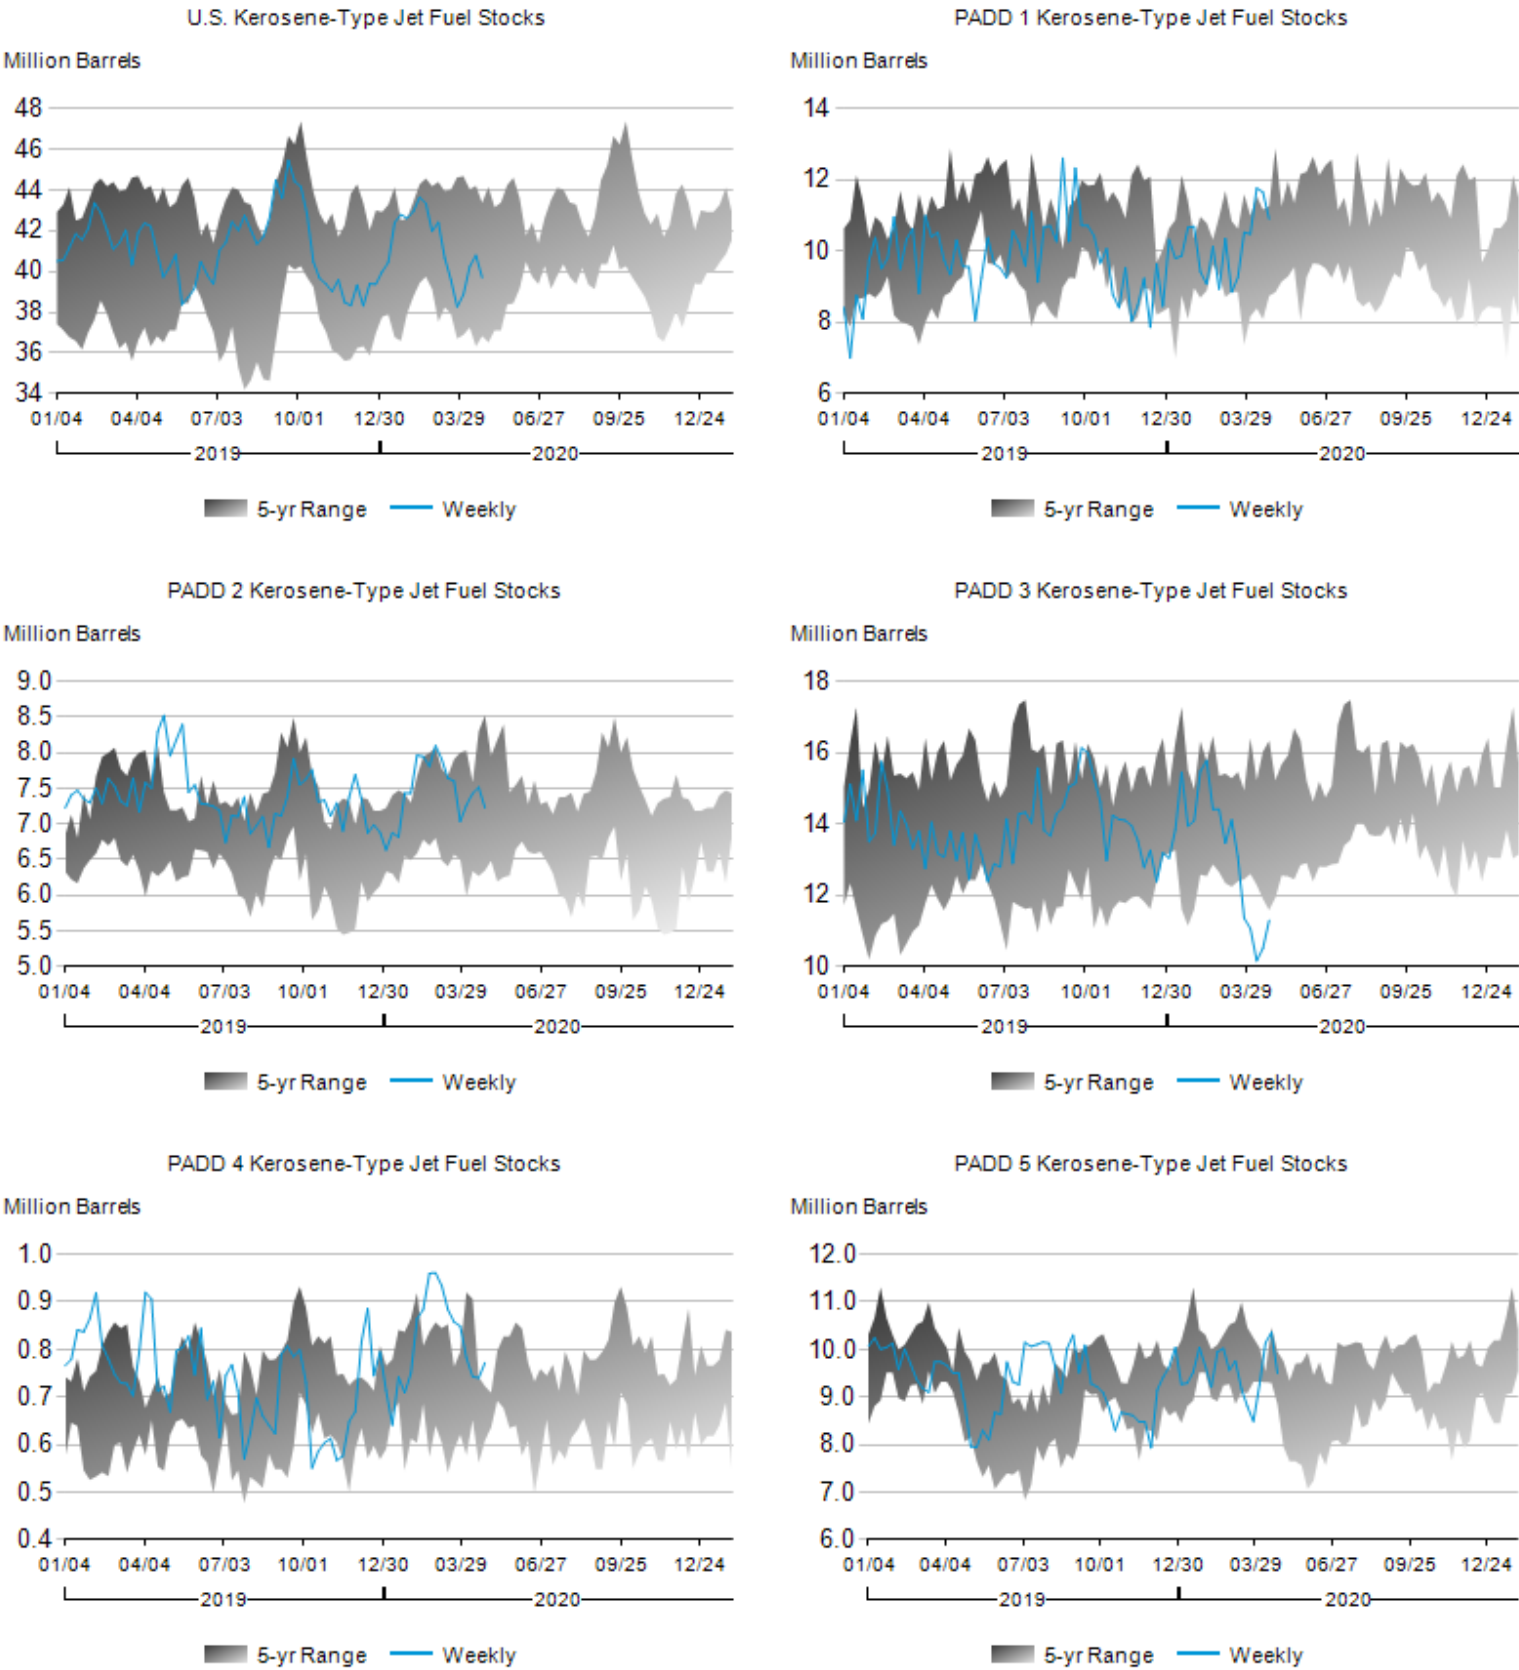 U.S. Kerosene-Type Jet Fuel Stocks
Million Barrels
48
46
44
42
40
38
36
34
01/04 04/04 07/03 10/01 12/30 03/29 06/27 09/25 12/24
2019 2020
5-yr Range Weekly
PADD 1 Kerosene-Type Jet Fuel Stocks
Million Barrels
14
12
10
8
6
01/04 04/04 07/03 10/01 12/30 03/29 06/27 09/25 12/24
2019 2020
5-yr Range Weekly
PADD 2 Kerosene-Type Jet Fuel Stocks
Million Barrels
9.0
8.5
8.0
7.5
7.0
6.5
6.0
5.5
5.0
01/04 04/04 07/03 10/01 12/30 03/29 06/27 09/25 12/24
2019 2020
5-yr Range Weekly
PADD 3 Kerosene-Type Jet Fuel Stocks
Million Barrels
18
16
14
12
10
01/04 04/04 07/03 10/01 12/30 03/29 06/27 09/25 12/24
2019 2020
5-yr Range Weekly
PADD 4 Kerosene-Type Jet Fuel Stocks
Million Barrels
1.0
0.9
0.8
0.7
0.6
0.5
0.4
01/04 04/04 07/03 10/01 12/30 03/29 06/27 09/25 12/24
2019 2020
5-yr Range Weekly
PADD 5 Kerosene-Type Jet Fuel Stocks
Million Barrels
12.0
11.0
10.0
9.0
8.0
7.0
6.0
01/04 04/04 07/03 10/01 12/30 03/29 06/27 09/25 12/24
2019 2020
5-yr Range Weekly